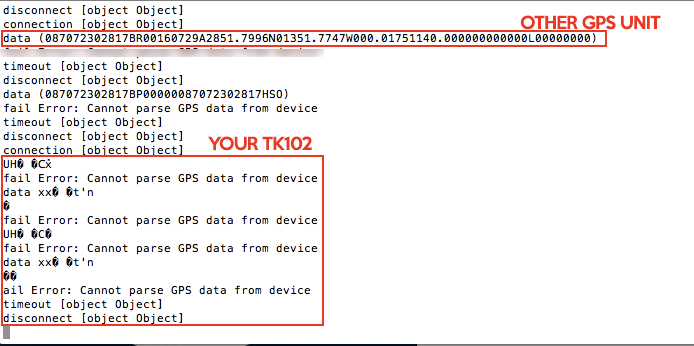 disconnect [object Object]
connection [object Object]
OTHER GPS UNIT
data (087072302817BR00160729A2851.7996N01351.7747W000.01751140.000000000000L00000000)
timeout [object Object]
disconnect [object Object]
data (087072302817BP00000087072302817HSO)
fail Error: Cannot parse GPS data from device
timeout [object Object]
disconnect [object Object]
YOUR TK102
connection [object Object]
UH� �Cẋ
fail Error: Cannot parse GPS data from device
data xx� �t'n
�
fail Error: Cannot parse GPS data from device
UH� �C�
fail Error: Cannot parse GPS data from device
data xx� �t'n
��
ail Error: Cannot parse GPS data from device
timeout [object Object]
disconnect [object Object]